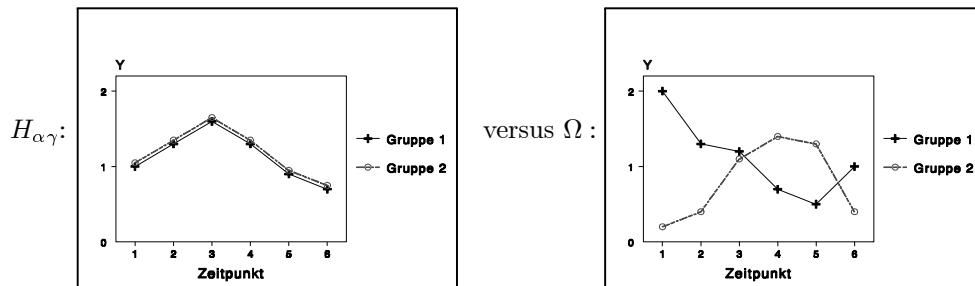 H_{αγ}:
Y
2
1
0
1 2 3 4 5 6
Zeitpunkt
Gruppe 1
Gruppe 2
versus Ω :
Y
2
1
0
1 2 3 4 5 6
Zeitpunkt
Gruppe 1
Gruppe 2